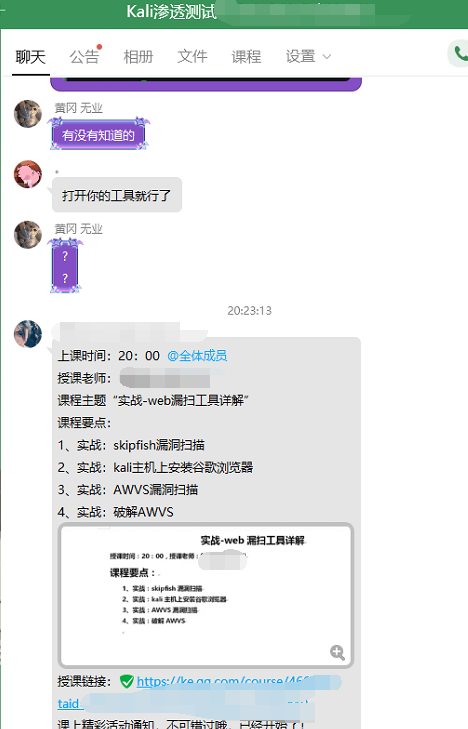 Kali渗透测试
聊天 公告 相册 文件 课程 设置
黄冈 无业
有没有知道的
打开你的工具就行了
黄冈 无业
?
?
20:23:13
上课时间：20：00 @全体成员
授课老师：
课程主题“实战-web漏扫工具详解”
课程要点：
1、实战：skipfish漏洞扫描
2、实战：kali主机上安装谷歌浏览器
3、实战：AWVS漏洞扫描
4、实战：破解AWVS
实战-web 漏扫工具详解
授课时间：20：00，授课老师：
课程要点：
1、实战：skipfish 漏洞扫描
2、实战：kali 主机上安装谷歌浏览器
3、实战：AWVS 漏洞扫描
4、实战：破解 AWVS
授课链接： https://ke.qq.com/course/46
taid
课上精彩活动通知，不可错过哦，已经开始了！